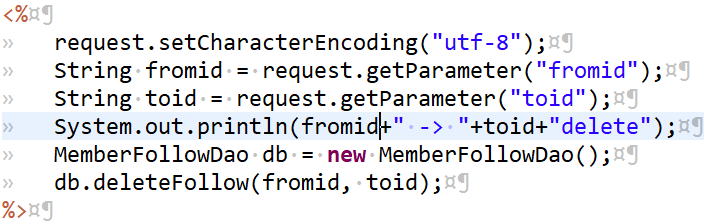 <%
request.setCharacterEncoding("utf-8");
String fromid = request.getParameter("fromid");
String toid = request.getParameter("toid");
System.out.println(fromid+" -> "+toid+"delete");
MemberFollowDao db = new MemberFollowDao();
db.deleteFollow(fromid, toid);
%>